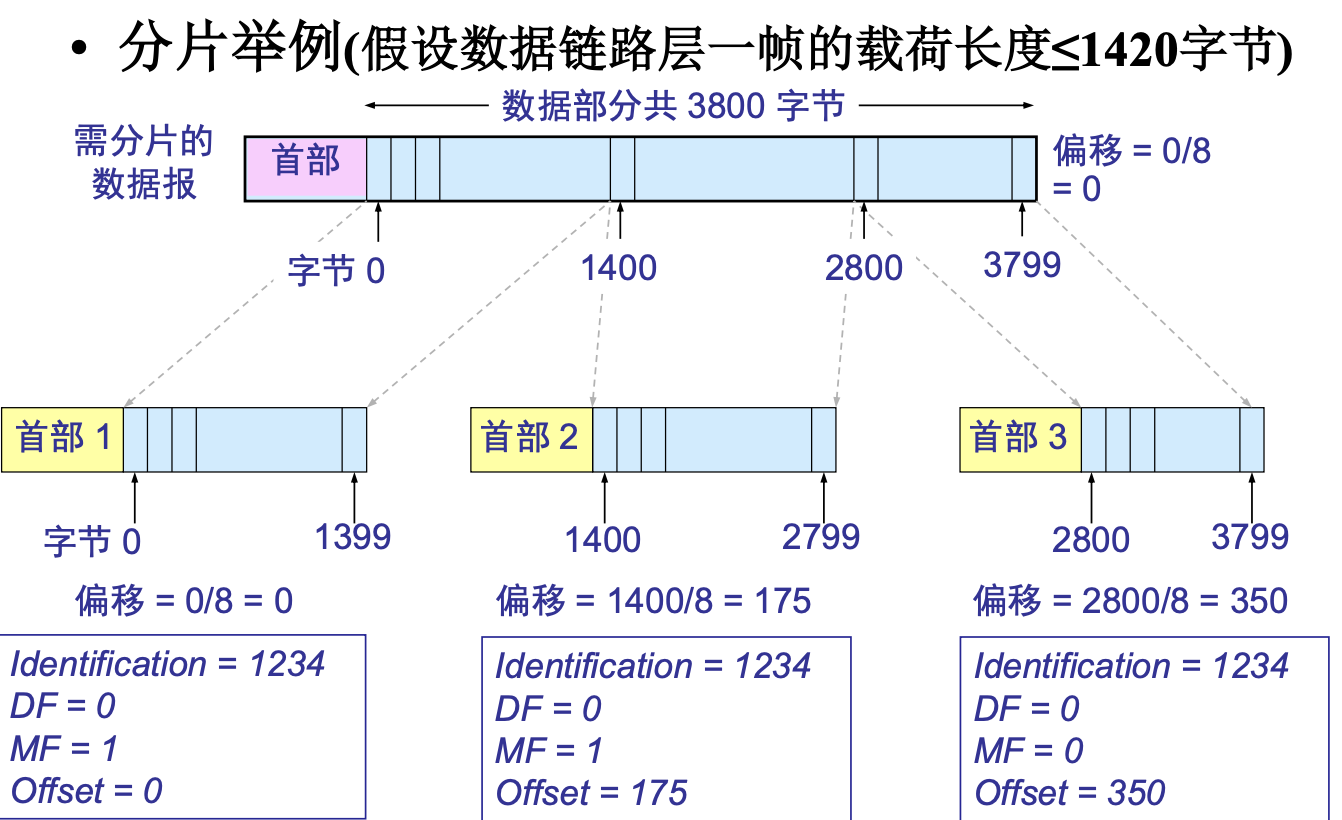 • 分片举例(假设数据链路层一帧的载荷长度≤1420字节)
数据部分共 3800 字节
需分片的
数据报
首部
偏移 = 0/8
= 0
字节 0
1400
2800
3799
首部 1
首部 2
首部 3
字节 0
1399
1400
2799
2800
3799
偏移 = 0/8 = 0
偏移 = 1400/8 = 175
偏移 = 2800/8 = 350
Identification = 1234
DF = 0
MF = 1
Offset = 0
Identification = 1234
DF = 0
MF = 1
Offset = 175
Identification = 1234
DF = 0
MF = 0
Offset = 350